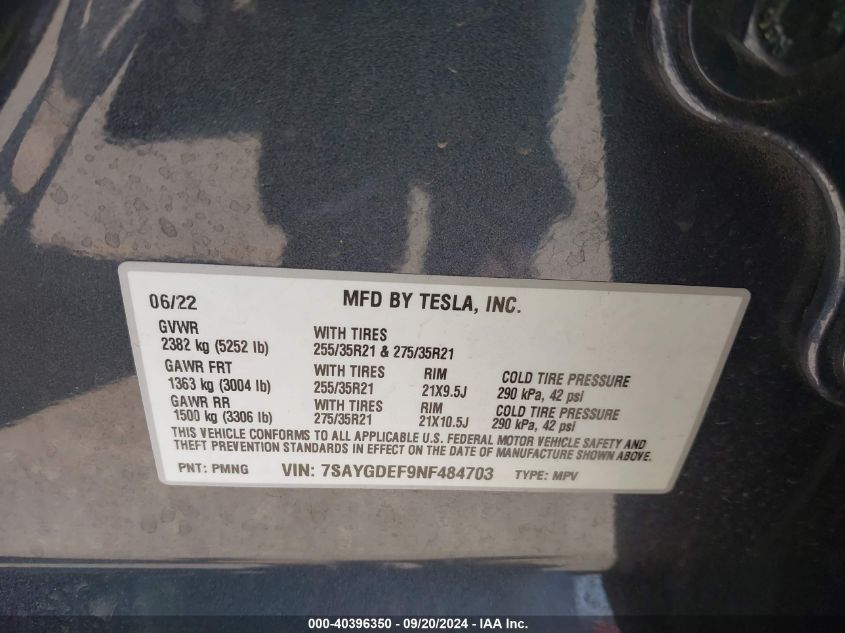 06/22 MFD BY TESLA, INC.
GVWR
2382 kg (5252 lb)
WITH TIRES
255/35R21 & 275/35R21
GAWR FRT WITH TIRES RIM COLD TIRE PRESSURE
1363 kg (3004 lb) 255/35R21 21X9.5J 290 kPa, 42 psi
GAWR RR WITH TIRES RIM COLD TIRE PRESSURE
1500 kg (3306 lb) 275/35R21 21X10.5J 290 kPa, 42 psi
THIS VEHICLE CONFORMS TO ALL APPLICABLE U.S. FEDERAL MOTOR VEHICLE SAFETY AND
THEFT PREVENTION STANDARDS IN EFFECT ON THE DATE OF MANUFACTURE SHOWN ABOVE.
PNT: PMNG VIN: 7SAYGDEF9NF484703 TYPE: MPV
000-40396350 - 09/20/2024 - IAA Inc.